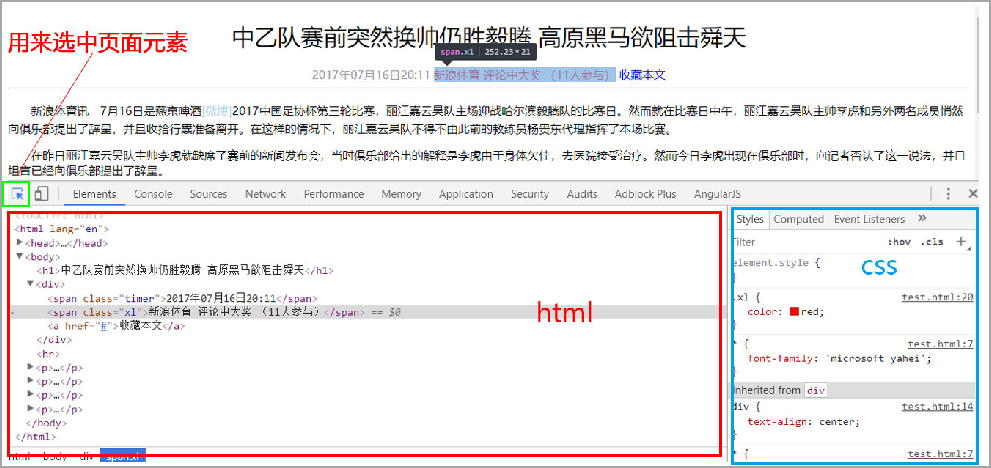 中乙队赛前突然换帅仍胜毅腾 高原黑马欲阻击舜天
用来选中页面元素
span.xl 252.23×21
2017年07月16日20:11 新浪体育 评论中大奖 （11人参与） 收藏本文
新浪体育讯 7月16日是燕京啤酒[微博]2017中国足协杯第三轮比赛，丽江嘉云昊队主场迎战哈尔滨毅腾队的比赛日。然而就在比赛日中午，丽江嘉云昊队主帅李虎和另外两名成员悄然
向俱乐部提出了辞呈，并且收拾行囊准备离开。在这样的情况下，丽江嘉云昊队不得不由此前的教练员杨贵东代理指挥了本场比赛。
在昨日丽江嘉云昊队主帅李虎就缺席了赛前的新闻发布会，当时俱乐部给出的解释是李虎由于身体欠佳，去医院接受治疗。然而今日李虎出现在俱乐部时，向记者否认了这一说法，并且
坦言已经向俱乐部提出了辞呈。
Elements Console Sources Network Performance Memory Application Security Audits Adblock Plus AngularJS
<!DOCTYPE html>
<html lang="en">
<head>…</head>
<body>
<h1>中乙队赛前突然换帅仍胜毅腾 高原黑马欲阻击舜天</h1>
<div>
<span class="timer">2017年07月16日20:11</span>
<span class="xl">新浪体育 评论中大奖 （11人参与）</span> == $0
<a href="#">收藏本文</a>
</div>
<hr>
<p>…</p>
<p>…</p>
<p>…</p>
<p>…</p>
</body>
</html>
html
html body div span.xl
Styles Computed Event Listeners »
Filter :hov .cls +
element.style {
}
css
.xl { test.html:20
color: red;
}
* { test.html:7
font-family: 'microsoft yahei';
}
Inherited from div
div { test.html:14
text-align: center;
}
* { test.html:7